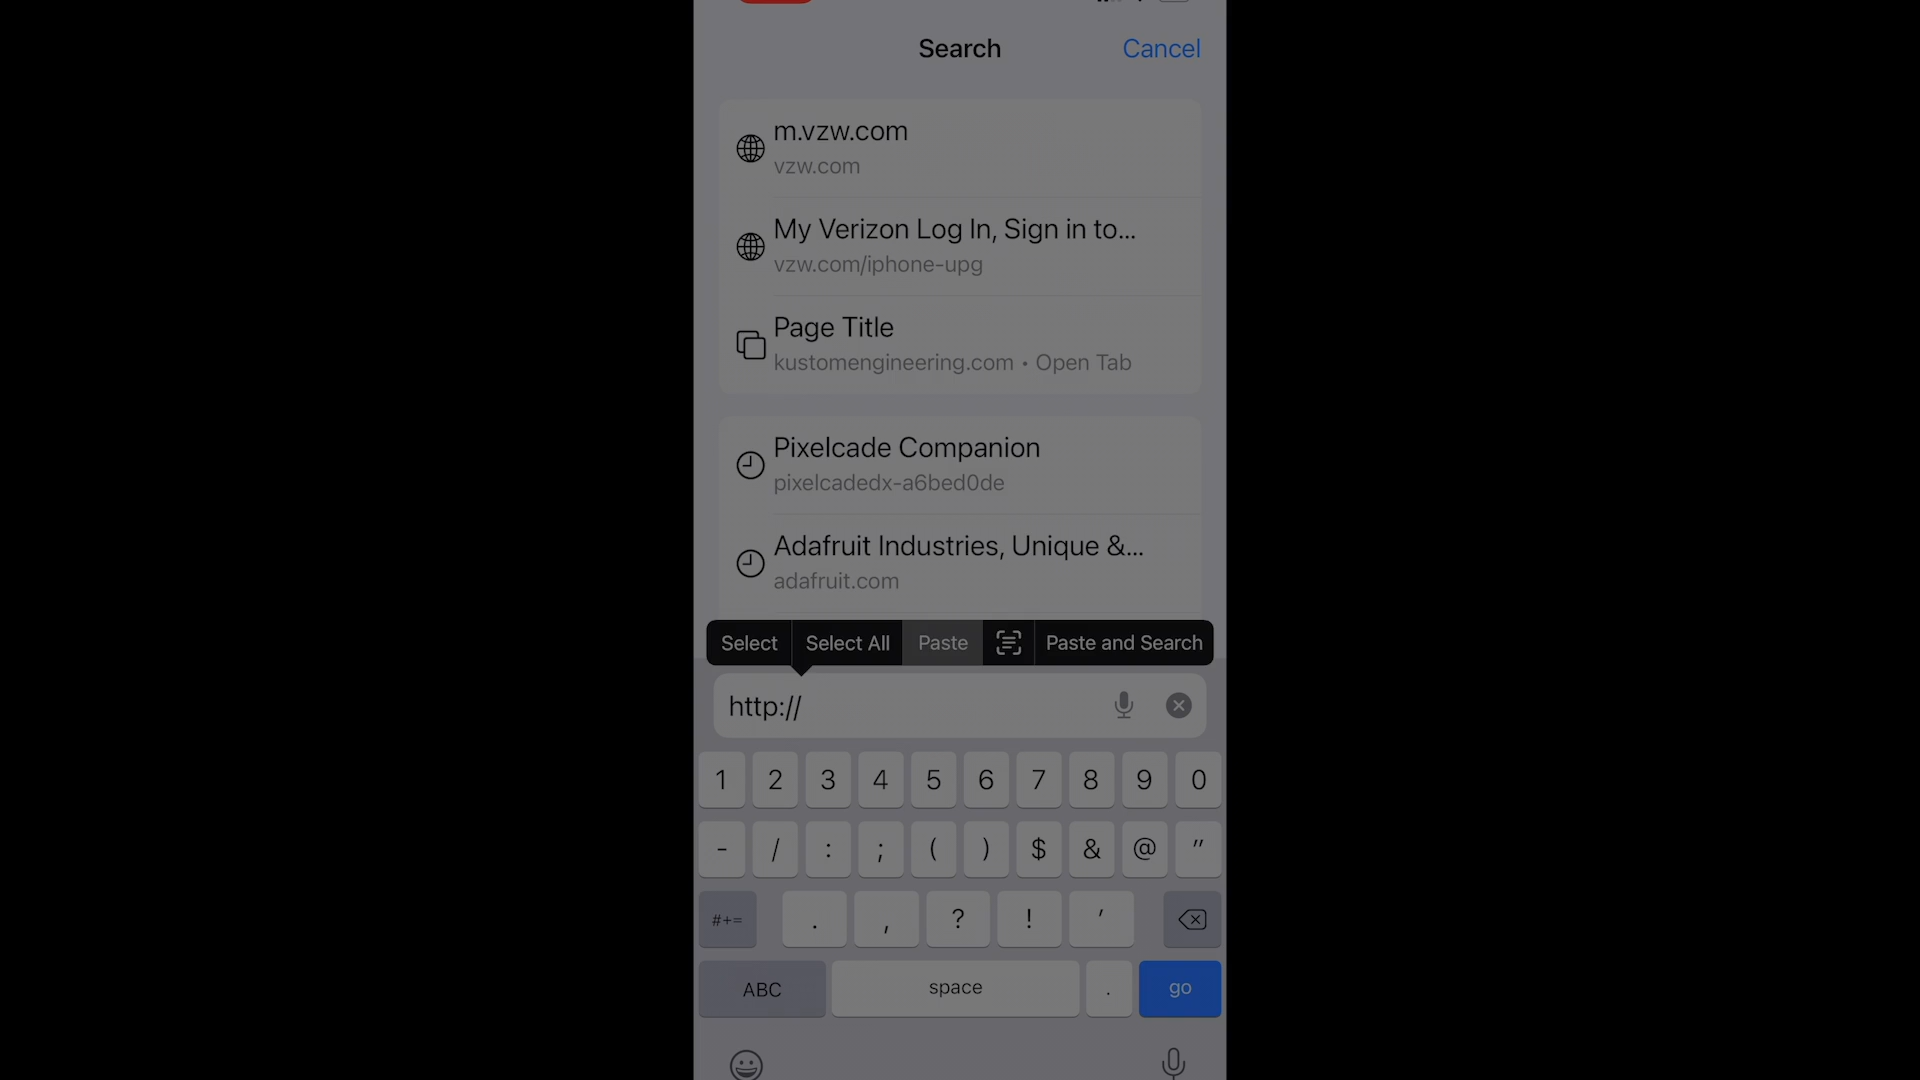 Search
Cancel
m.vzw.com
vzw.com
My Verizon Log In, Sign in to...
vzw.com/iphone-upg
Page Title
kustomengineering.com • Open Tab
Pixelcade Companion
pixelcadedx-a6bed0de
Adafruit Industries, Unique &...
adafruit.com
Select Select All Paste Paste and Search
http://
1 2 3 4 5 6 7 8 9 0
- / : ; ( ) $ & @ "
#+= . , ? ! '
ABC space . go